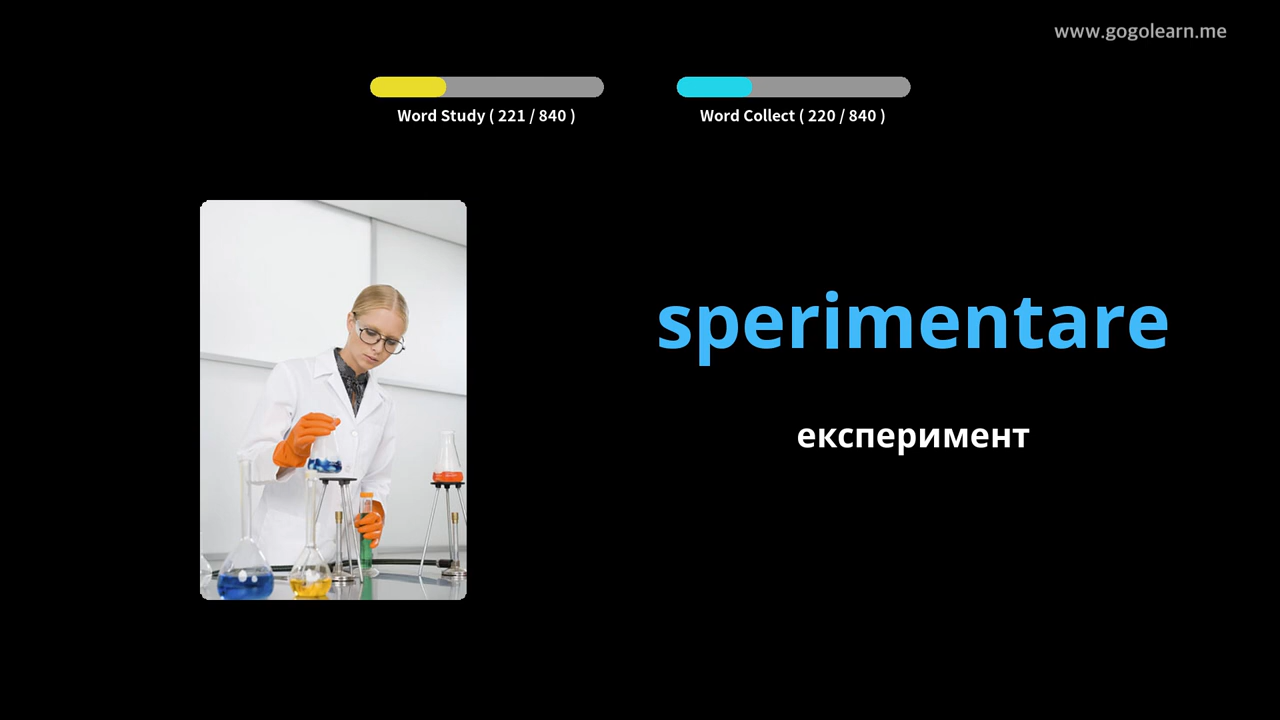 www.gogolearn.me
Word Study ( 221 / 840 )
Word Collect ( 220 / 840 )
sperimentare
експеримент